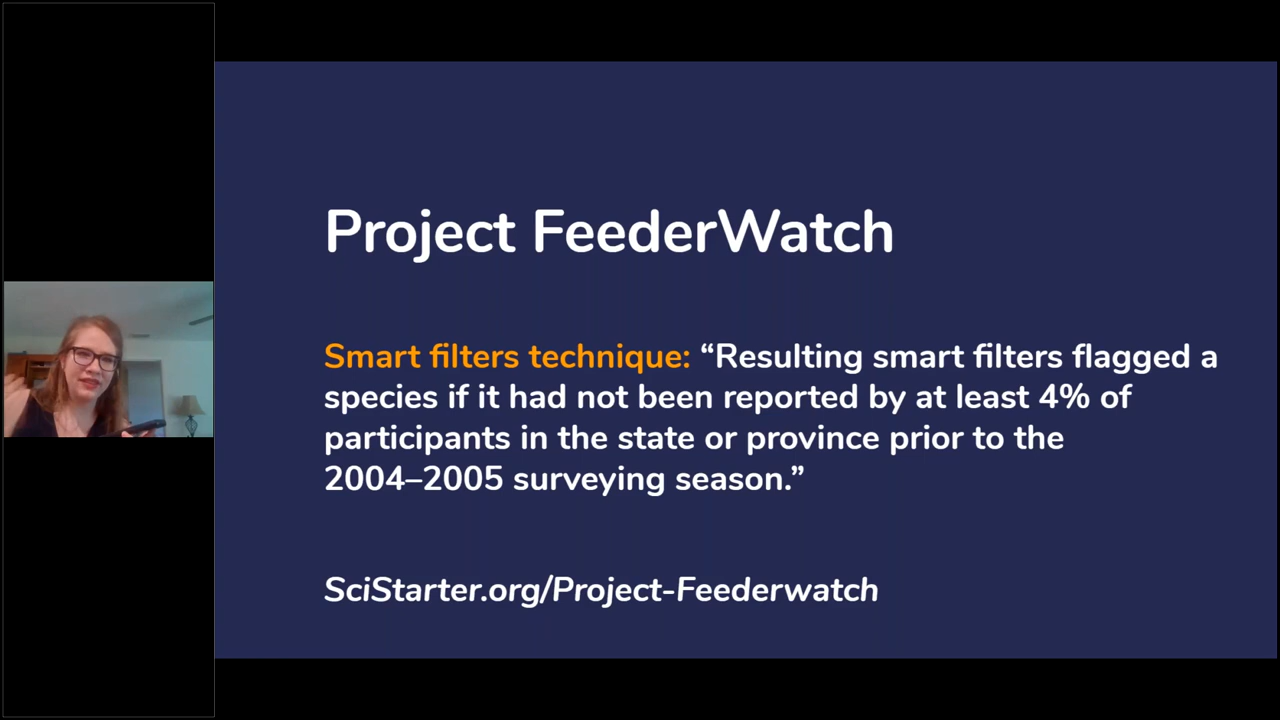 Project FeederWatch
Smart filters technique: “Resulting smart filters flagged a
species if it had not been reported by at least 4% of
participants in the state or province prior to the
2004–2005 surveying season.”
SciStarter.org/Project-Feederwatch